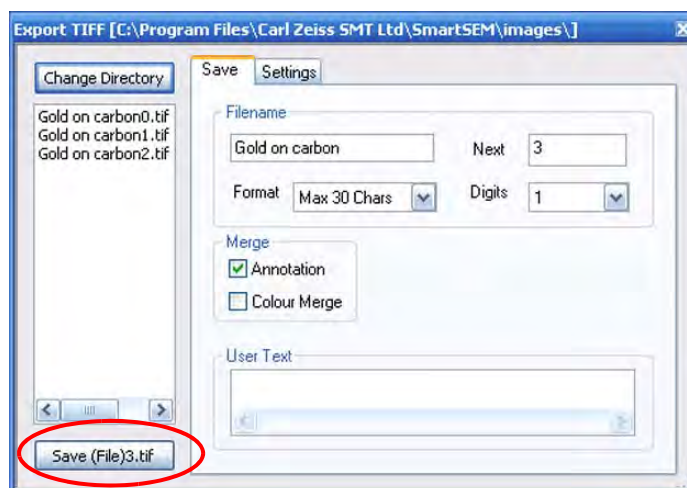 Export TIFF [C:\Program Files\Carl Zeiss SMT Ltd\SmartSEM\images\]
Change Directory
Gold on carbon0.tif
Gold on carbon1.tif
Gold on carbon2.tif
Save (File)3.tif
Save Settings
Filename
Gold on carbon Next 3
Format Max 30 Chars Digits 1
Merge
Annotation
Colour Merge
User Text